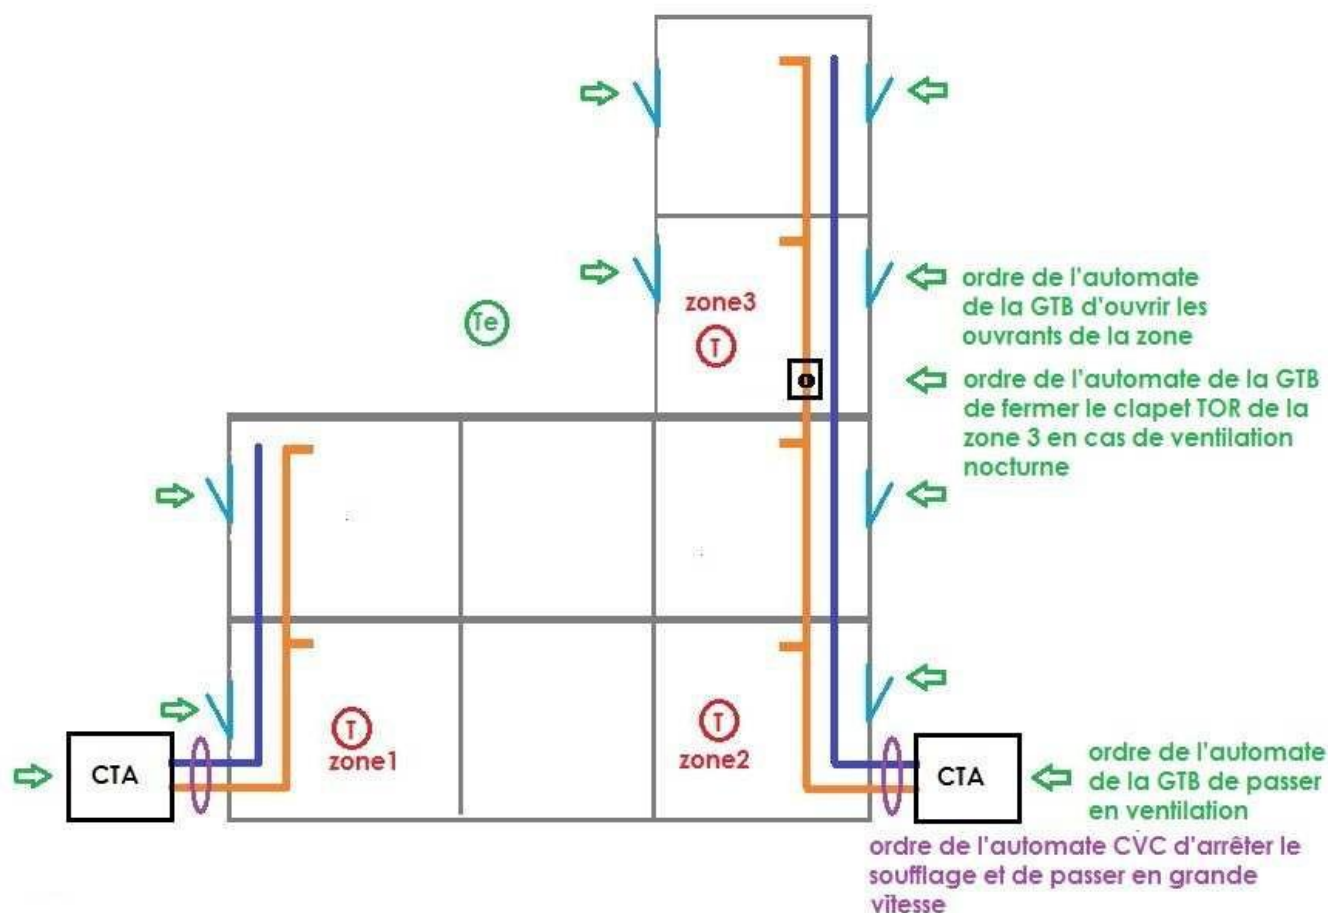 ordre de l'automate
de la GTB d'ouvrir les
ouvrants de la zone
zone3
Te
T
ordre de l'automate de la GTB
de fermer le clapet TOR de la
zone 3 en cas de ventilation
nocturne
T
zone1
T
zone2
CTA
CTA
ordre de l'automate
de la GTB de passer
en ventilation
ordre de l'automate CVC d'arrêter le
soufflage et de passer en grande
vitesse